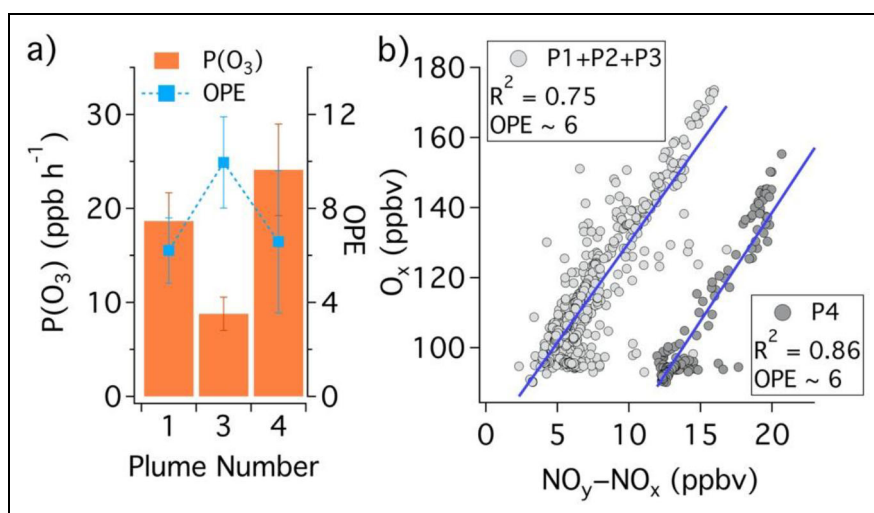 a)
P(O₃)
OPE
P(O₃) (ppb h⁻¹)
30
20
10
0
12
8
4
0
OPE
1 3 4
Plume Number
b)
P1+P2+P3
R² = 0.75
OPE ~ 6
Oₓ (ppbv)
180
160
140
120
100
P4
R² = 0.86
OPE ~ 6
0 5 10 15 20
NOᵧ−NOₓ (ppbv)